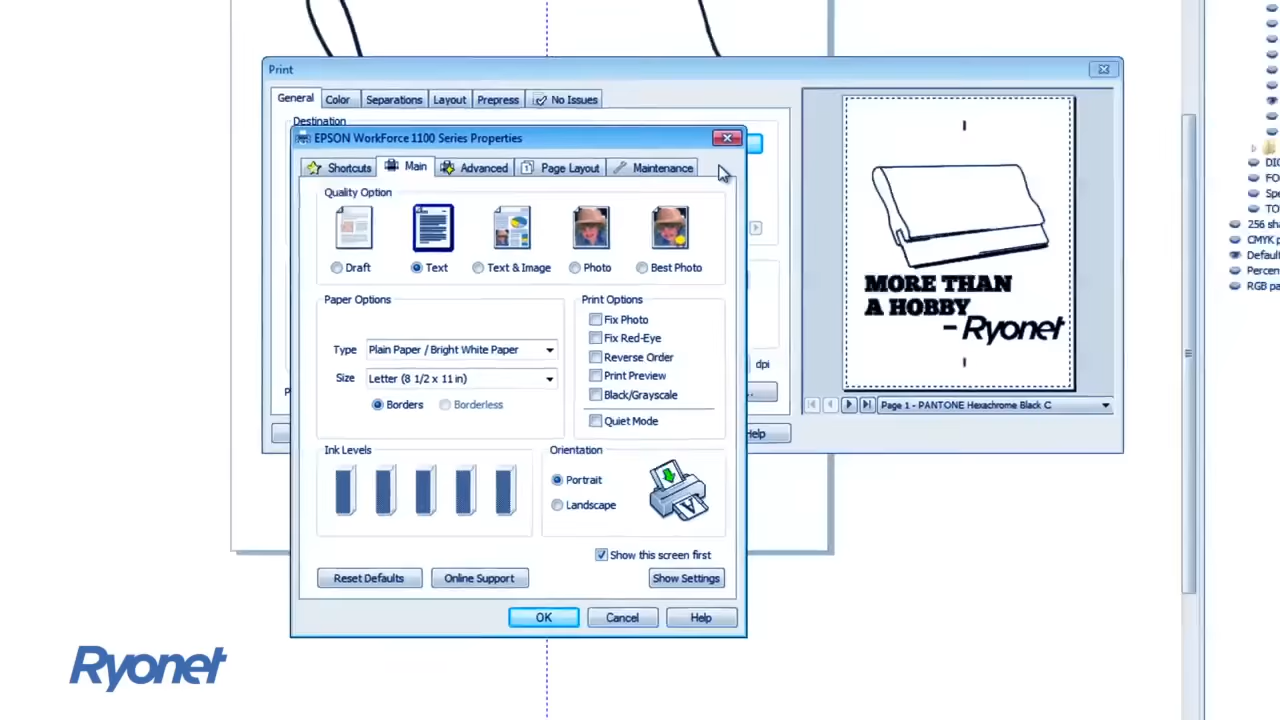 Print
General Color Separations Layout Prepress No Issues
Destination
EPSON WorkForce 1100 Series Properties
Shortcuts Main Advanced Page Layout Maintenance
Quality Option
Draft Text Text & Image Photo Best Photo
Paper Options
Type Plain Paper / Bright White Paper
Size Letter (8 1/2 x 11 in)
Borders Borderless
Print Options
Fix Photo
Fix Red-Eye
Reverse Order
Print Preview
Black/Grayscale
Quiet Mode
Ink Levels
Orientation
Portrait
Landscape
Show this screen first
Reset Defaults Online Support Show Settings
OK Cancel Help
dpi
...
Help
MORE THAN
A HOBBY
- Ryonet
Page 1 - PANTONE Hexachrome Black C
DIC
FO
Spe
TO
256 sha
CMYK p
Default
Percen
RGB pa
Ryonet